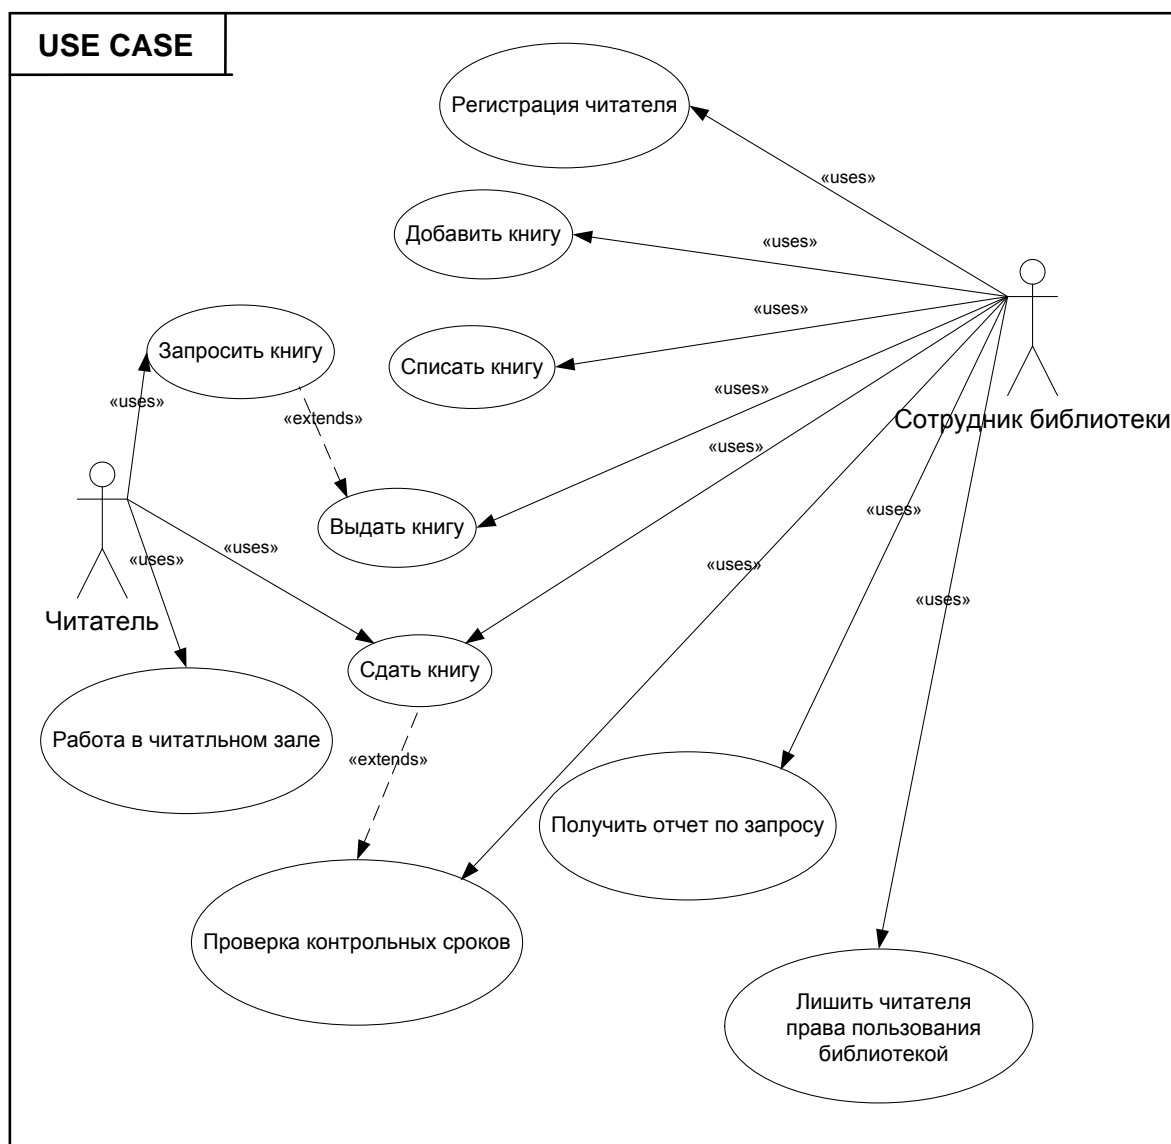 USE CASE
Регистрация читателя
«uses»
Добавить книгу
«uses»
«uses»
Запросить книгу
Списать книгу
«uses»
«uses»
«extends»
Сотрудник библиотеки
«uses»
Выдать книгу
«uses»
«uses»
«uses»
«uses»
«uses»
Читатель
Сдать книгу
Работа в читатльном зале
«extends»
Получить отчет по запросу
Проверка контрольных сроков
Лишить читателя
права пользования
библиотекой